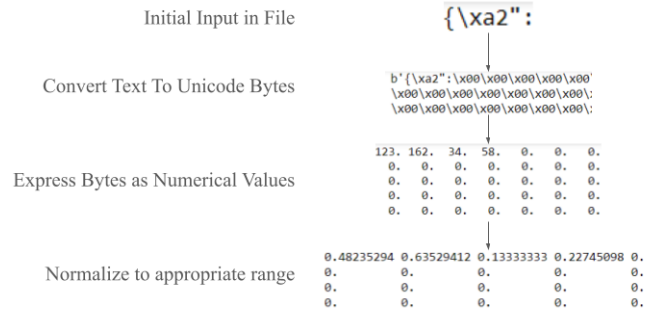 Initial Input in File
{\xa2":
Convert Text To Unicode Bytes
b'{\xa2":\x00\x00\x00\x00\x00'
\x00\x00\x00\x00\x00\x00\x00\:
\x00\x00\x00\x00\x00\x00\x00\:
Express Bytes as Numerical Values
123. 162. 34. 58. 0. 0. 0.
0. 0. 0. 0. 0. 0. 0.
0. 0. 0. 0. 0. 0. 0.
0. 0. 0. 0. 0. 0. 0.
0. 0. 0. 0. 0. 0. 0.
Normalize to appropriate range
0.48235294 0.63529412 0.13333333 0.22745098 0.
0. 0. 0. 0. 0.
0. 0. 0. 0. 0.
0. 0. 0. 0. 0.